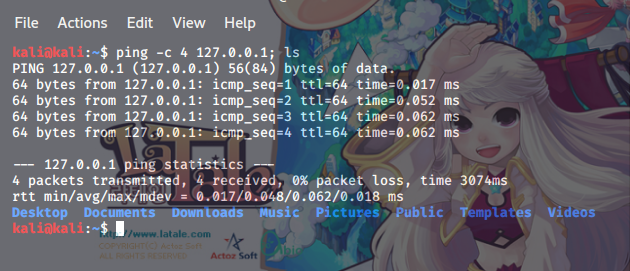 File Actions Edit View Help
kali@kali:~$ ping -c 4 127.0.0.1; ls
PING 127.0.0.1 (127.0.0.1) 56(84) bytes of data.
64 bytes from 127.0.0.1: icmp_seq=1 ttl=64 time=0.017 ms
64 bytes from 127.0.0.1: icmp_seq=2 ttl=64 time=0.052 ms
64 bytes from 127.0.0.1: icmp_seq=3 ttl=64 time=0.062 ms
64 bytes from 127.0.0.1: icmp_seq=4 ttl=64 time=0.062 ms
--- 127.0.0.1 ping statistics ---
4 packets transmitted, 4 received, 0% packet loss, time 3074ms
rtt min/avg/max/mdev = 0.017/0.048/0.062/0.018 ms
Desktop Documents Downloads Music Pictures Public Templates Videos
kali@kali:~$
http://www.latale.com
COPYRIGHT(C) Actoz Soft
Actoz Soft